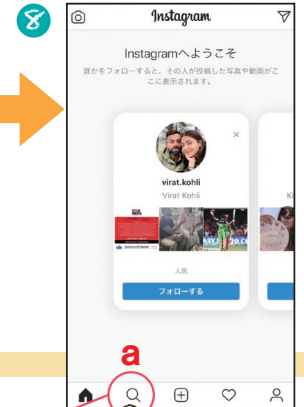 8
Instagram
Instagramへようこそ
誰かをフォローすると、その人が投稿した写真や動画がこ
こに表示されます。
virat.kohli
Virat Kohli
人気
フォローする
a